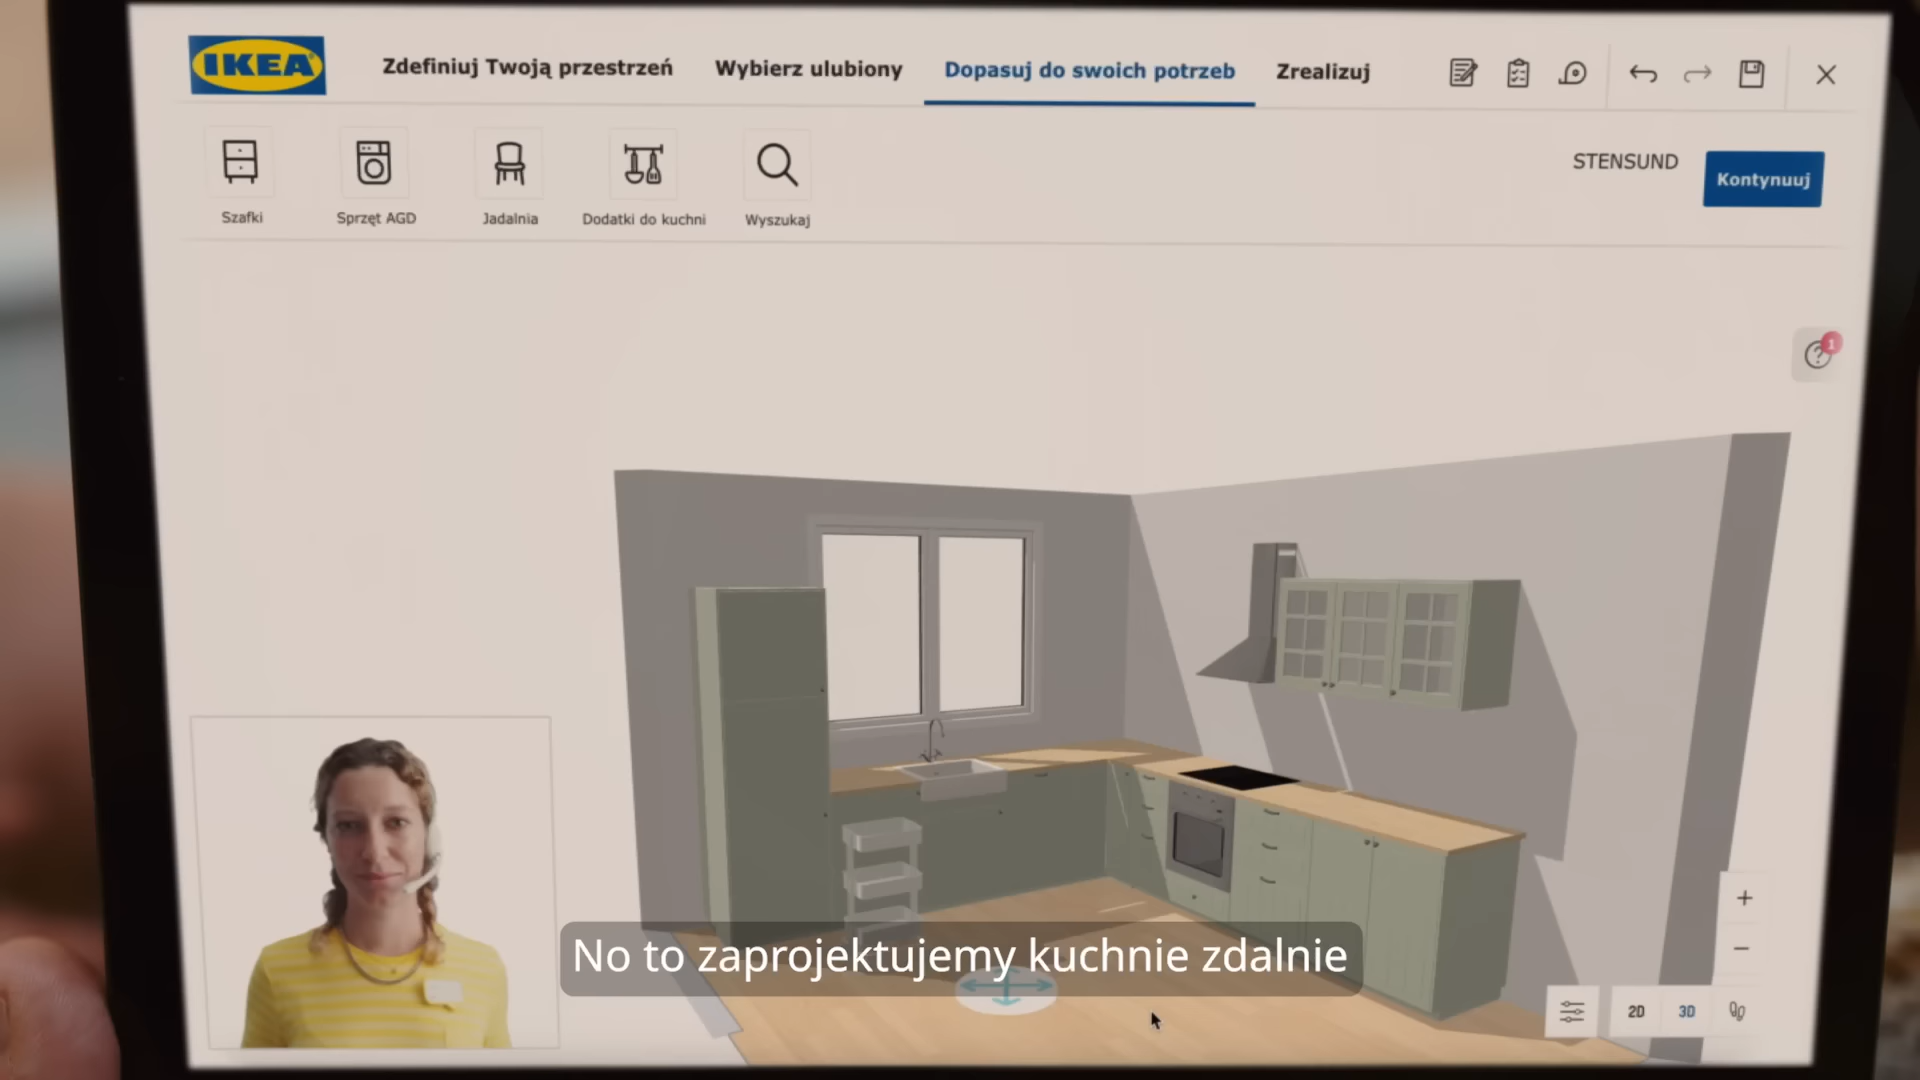 IKEA
Zdefiniuj Twoją przestrzeń
Wybierz ulubiony
Dopasuj do swoich potrzeb
Zrealizuj
Szafki
Sprzęt AGD
Jadalnia
Dodatki do kuchni
Wyszukaj
STENSUND
Kontynuuj
1
No to zaprojektujemy kuchnie zdalnie
2D
3D